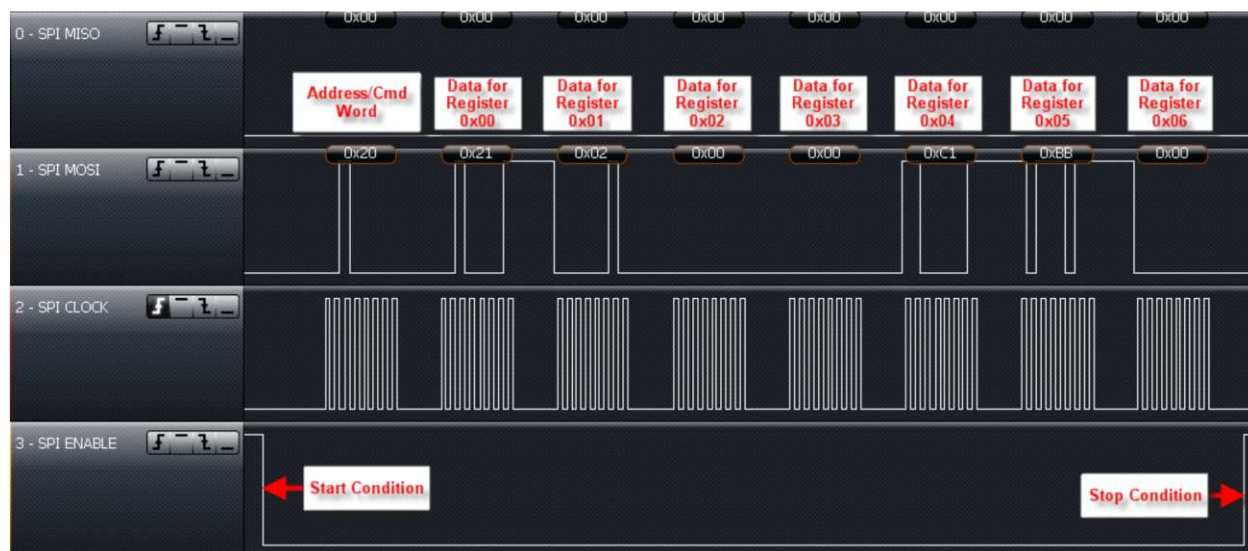 0x00 0x00 0x00 0x00 0x00 0x00 0x00 0x00
0 - SPI MISO
Address/Cmd
Word
Data for
Register
0x00
Data for
Register
0x01
Data for
Register
0x02
Data for
Register
0x03
Data for
Register
0x04
Data for
Register
0x05
Data for
Register
0x06
0x20 0x21 0x02 0x00 0x00 0xC1 0xBB 0x00
1 - SPI MOSI
2 - SPI CLOCK
3 - SPI ENABLE
Start Condition
Stop Condition